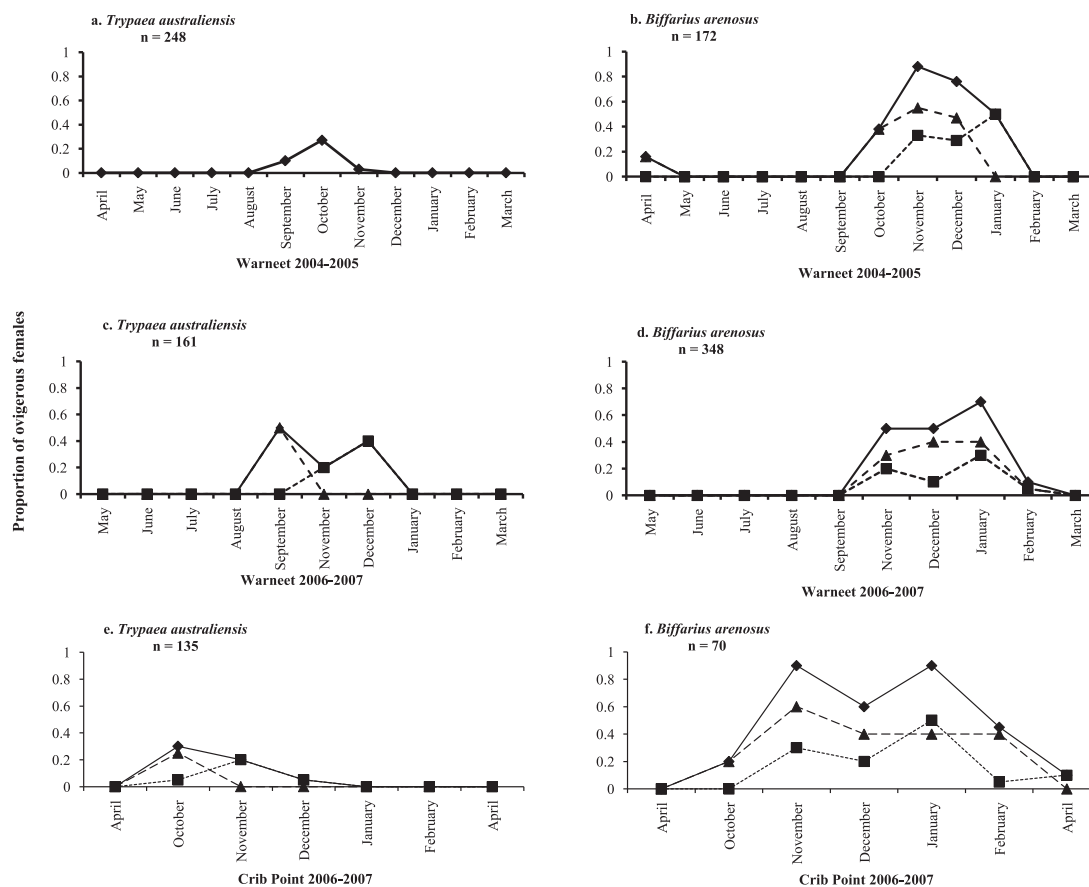 Proportion of ovigerous females
a. Trypaea australiensis
n = 248
1
0.8
0.6
0.4
0.2
0
April
May
June
July
August
September
October
November
December
January
February
March
Warneet 2004-2005
b. Biffarius arenosus
n = 172
1
0.8
0.6
0.4
0.2
0
April
May
June
July
August
September
October
November
December
January
February
March
Warneet 2004-2005
c. Trypaea australiensis
n = 161
1
0.8
0.6
0.4
0.2
0
May
June
July
August
September
November
December
January
February
March
Warneet 2006-2007
d. Biffarius arenosus
n = 348
1
0.8
0.6
0.4
0.2
0
May
June
July
August
September
November
December
January
February
March
Warneet 2006-2007
e. Trypaea australiensis
n = 135
1
0.8
0.6
0.4
0.2
0
April
October
November
December
January
February
April
Crib Point 2006-2007
f. Biffarius arenosus
n = 70
1
0.8
0.6
0.4
0.2
0
April
October
November
December
January
February
April
Crib Point 2006-2007